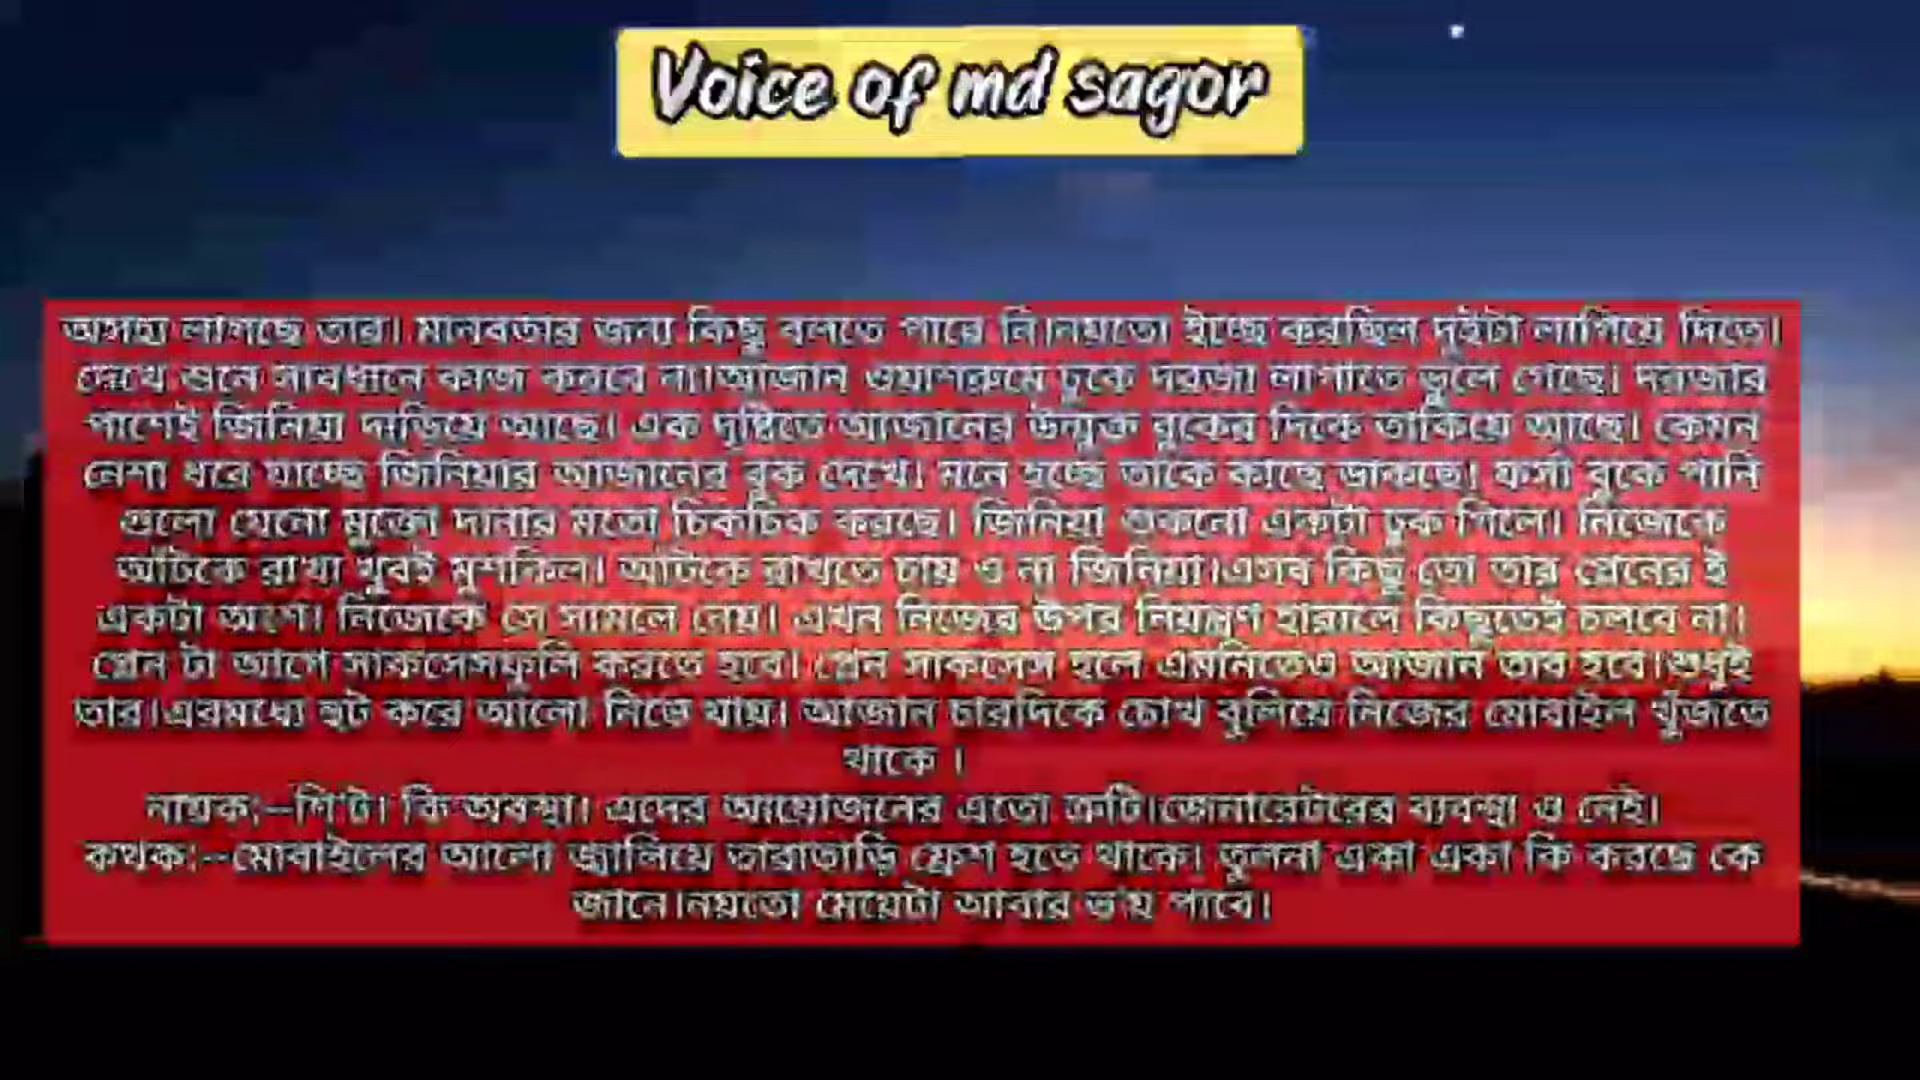 Voice of md sagor
অসহ্য লাগছে তার। মানবতার জন্য কিছু বলতে পারে নি।নয়তো ইচ্ছে করছিল দুইটা লাগিয়ে দিতে।
দেখে শুনে সাবধানে কাজ করবে না।আজান ওয়াশরুমে ঢুকে দরজা লাগাতে ভুলে গেছে। দরজার
পাশেই জিনিয়া দাড়িয়ে আছে। এক দৃষ্টিতে আজানের উন্মুক্ত বুকের দিকে তাকিয়ে আছে। কেমন
নেশা ধরে যাচ্ছে জিনিয়ার আজানের বুক দেখে। মনে হচ্ছে তাকে কাছে ডাকছে। ফর্সা বুকে পানি
গুলো যেনো মুক্তো দানার মতো চিকচিক করছে। জিনিয়া শুকনো একটা ঢুক গিলে। নিজেকে
আটকে রাখা খুবই মুশকিল। আটকে রাখতে চায় ও না জিনিয়া।এসব কিছু তো তার প্লেনের ই
একটা অংশ। নিজেকে সে সামলে নেয়। এখন নিজের উপর নিয়ন্ত্রণ হারালে কিছুতেই চলবে না।
প্লেন টা আগে সাকসেসফুলি করতে হবে। প্লেন সাকসেস হলে এমনিতেও আজান তার হবে।শুধুই
তার।এরমধ্যে হুট করে আলো নিভে যায়। আজান চারদিকে চোখ বুলিয়ে নিজের মোবাইল খুঁজতে
থাকে ।
নায়ক:--শি'ট। কি অবস্থা। এদের আয়োজনের এতো ত্রুটি।জেনারেটরের ব্যবস্থা ও নেই।
কথক:--মোবাইলের আলো জ্বালিয়ে তারাতাড়ি ফ্রেশ হতে থাকে। তুলনা একা একা কি করছে কে
জানে।নয়তো মেয়েটা আবার ভ'য় পাবে।